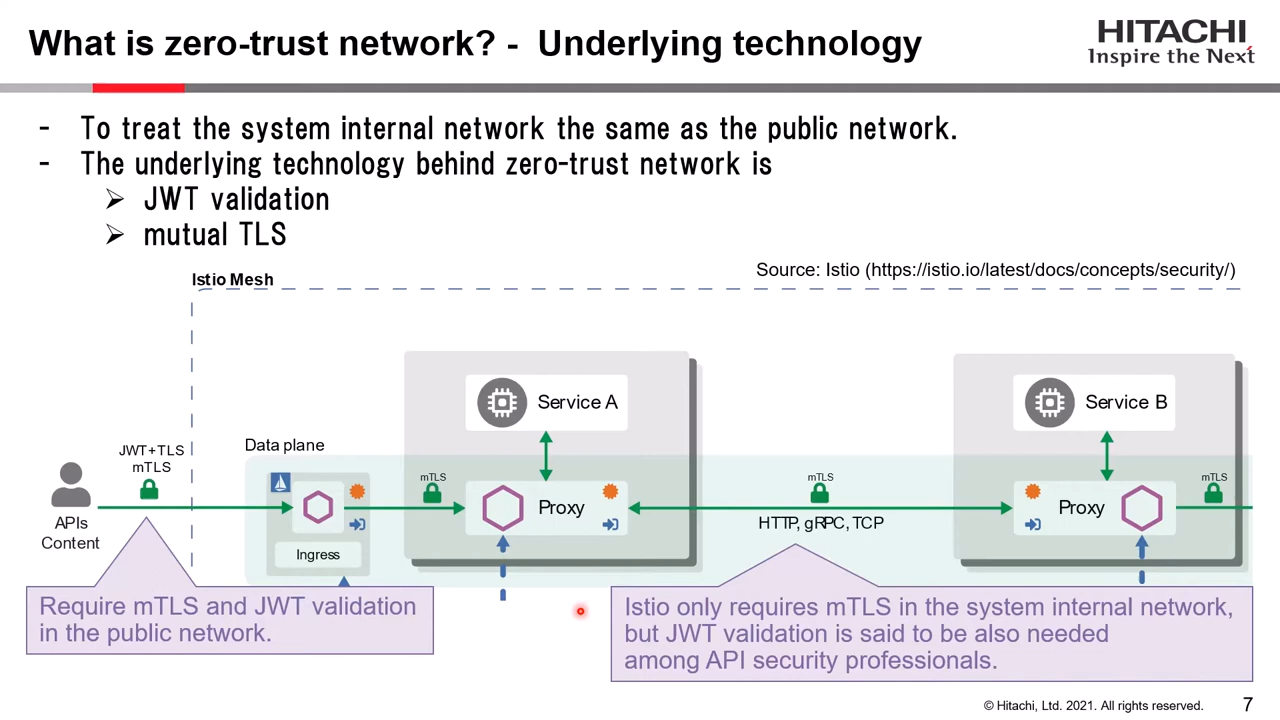 What is zero-trust network? - Underlying technology
HITACHI
Inspire the Next
- To treat the system internal network the same as the public network.
- The underlying technology behind zero-trust network is
➢ JWT validation
➢ mutual TLS
Istio Mesh
Source: Istio (https://istio.io/latest/docs/concepts/security/)
Service A
Service B
Data plane
JWT+TLS
mTLS
mTLS
mTLS
mTLS
Proxy
Proxy
APIs
Content
HTTP, gRPC, TCP
Ingress
Require mTLS and JWT validation
in the public network.
Istio only requires mTLS in the system internal network,
but JWT validation is said to be also needed
among API security professionals.
© Hitachi, Ltd. 2021. All rights reserved.
7